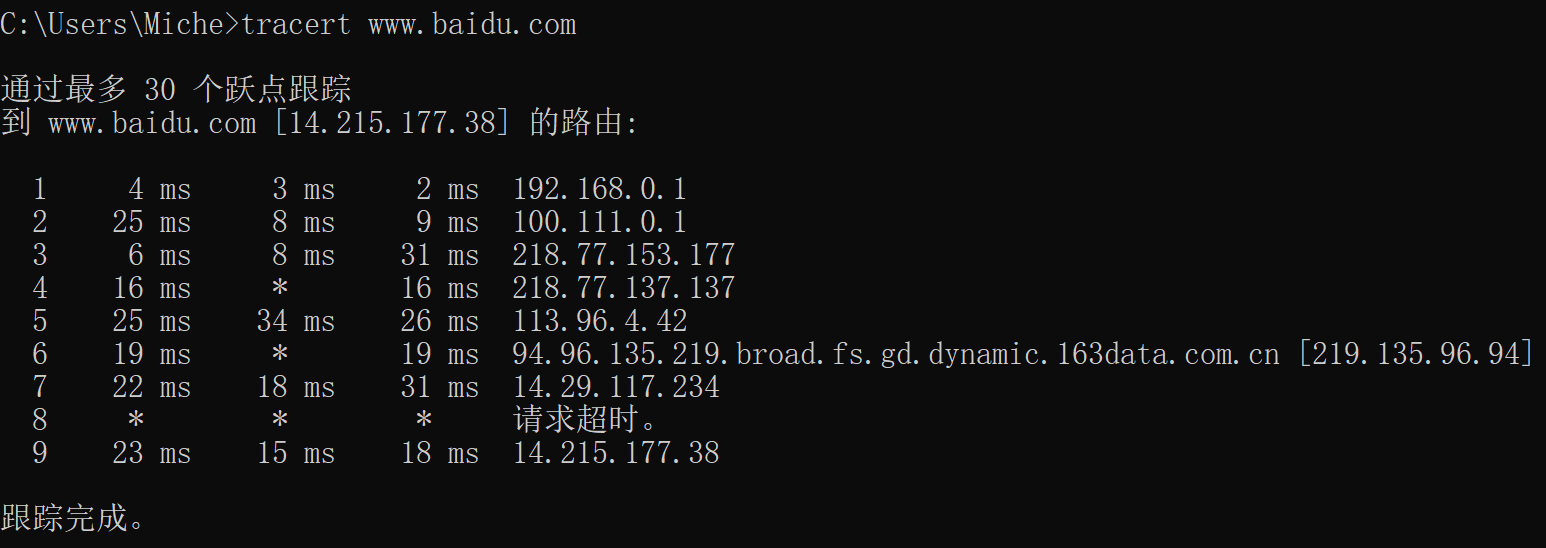 C:\Users\Miche>tracert www.baidu.com
通过最多 30 个跃点跟踪
到 www.baidu.com [14.215.177.38] 的路由:
1 4 ms 3 ms 2 ms 192.168.0.1
2 25 ms 8 ms 9 ms 100.111.0.1
3 6 ms 8 ms 31 ms 218.77.153.177
4 16 ms * 16 ms 218.77.137.137
5 25 ms 34 ms 26 ms 113.96.4.42
6 19 ms * 19 ms 94.96.135.219.broad.fs.gd.dynamic.163data.com.cn [219.135.96.94]
7 22 ms 18 ms 31 ms 14.29.117.234
8 * * * 请求超时。
9 23 ms 15 ms 18 ms 14.215.177.38
跟踪完成。